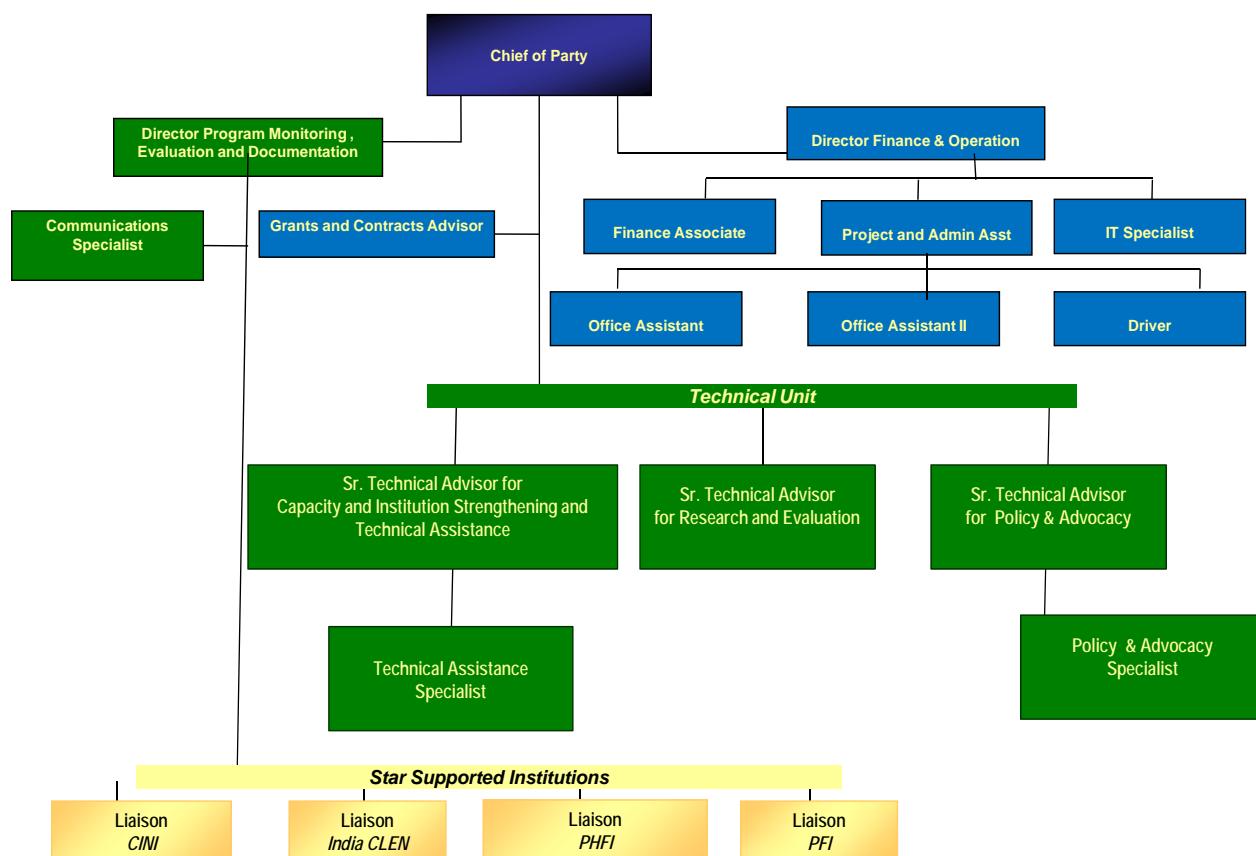 Chief of Party
Director Program Monitoring ,
Evaluation and Documentation
Director Finance & Operation
Communications
Specialist
Grants and Contracts Advisor
Finance Associate
Project and Admin Asst
IT Specialist
Office Assistant
Office Assistant II
Driver
Technical Unit
Sr. Technical Advisor for
Capacity and Institution Strengthening and
Technical Assistance
Sr. Technical Advisor
for Research and Evaluation
Sr. Technical Advisor
for Policy & Advocacy
Technical Assistance
Specialist
Policy & Advocacy
Specialist
Star Supported Institutions
Liaison
CINI
Liaison
India CLEN
Liaison
PHFI
Liaison
PFI